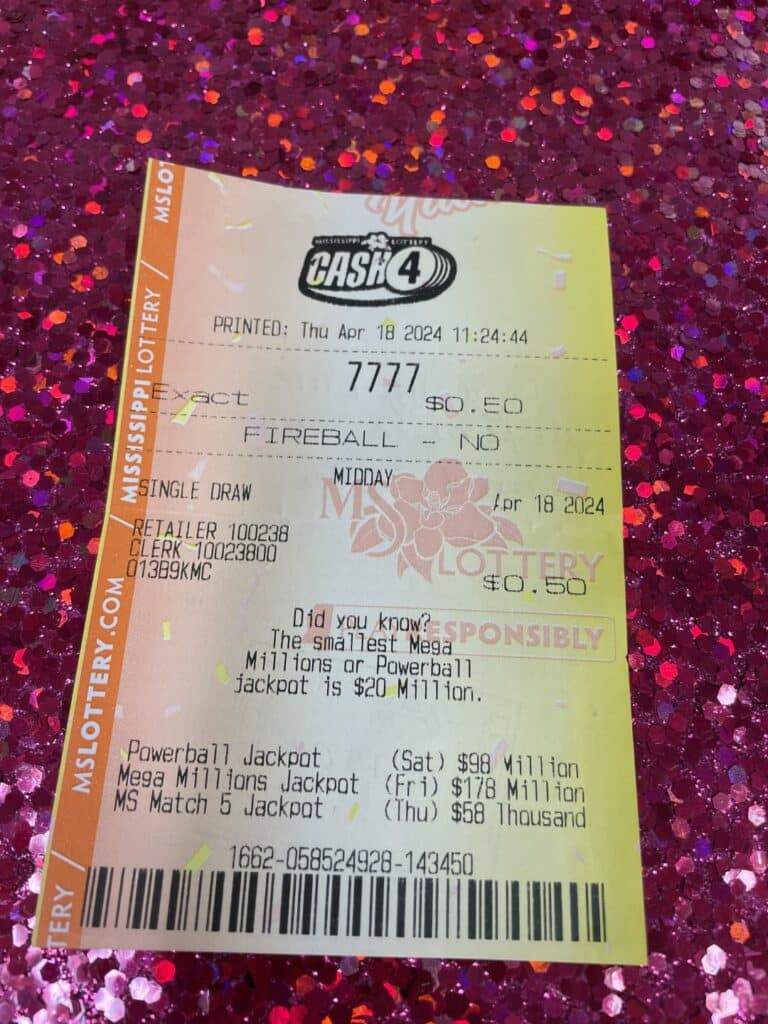 MISSISSIPPI LOTTERY
CASH 4
PRINTED: Thu Apr 18 2024 11:24:44
7777
Exact $0.50
FIREBALL - NO
MIDDAY
SINGLE DRAW Apr 18 2024
RETAILER 100238
CLERK 10023800
013B9KMC
$0.50
MS LOTTERY
RESPONSIBLY
Did you know?
The smallest Mega
Millions or Powerball
jackpot is $20 Million.
Powerball Jackpot (Sat) $98 Million
Mega Millions Jackpot (Fri) $178 Million
MS Match 5 Jackpot (Thu) $58 Thousand
1662-058524928-143450
MSLOT
MISSISSIPPI LOTTERY /
MSLOTTERY.COM /
TERY /